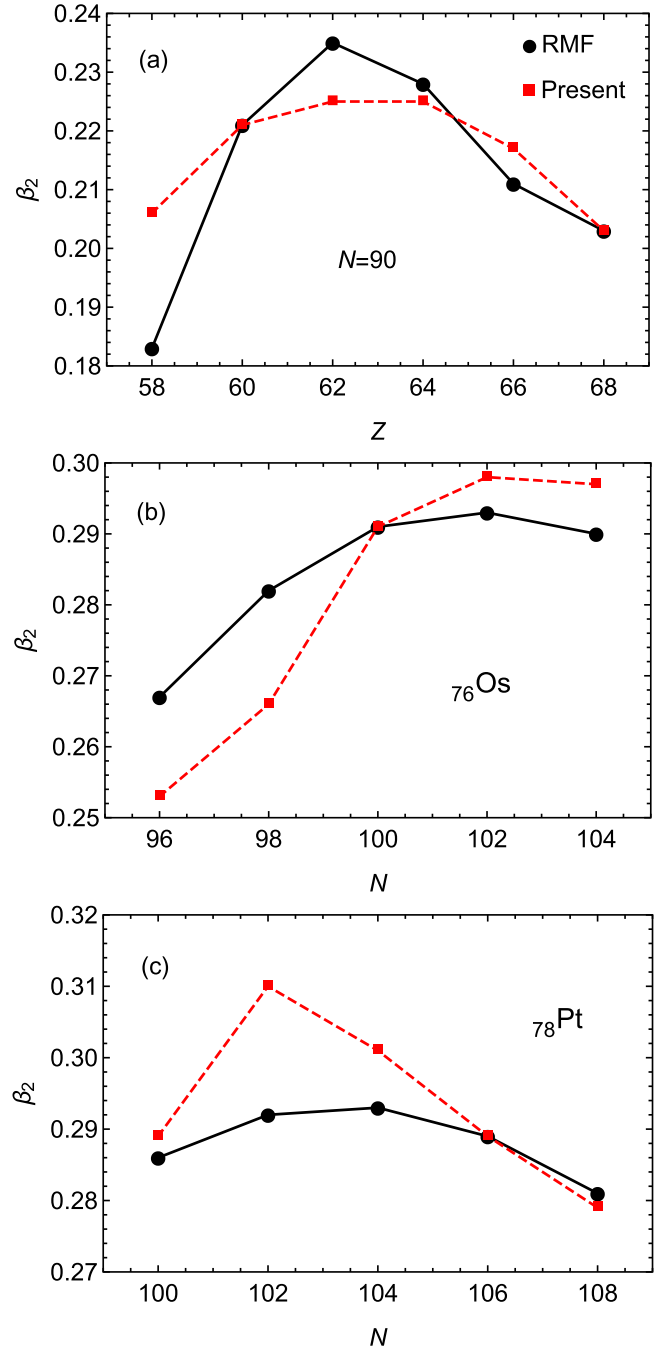 0.24
(a)
RMF
0.23
Present
0.22
β2
0.21
0.20
N=90
0.19
0.18
58 60 62 64 66 68
Z
0.30
(b)
0.29
0.28
β2
0.27
76Os
0.26
0.25
96 98 100 102 104
N
0.32
(c)
0.31
78Pt
0.30
β2
0.29
0.28
0.27
100 102 104 106 108
N